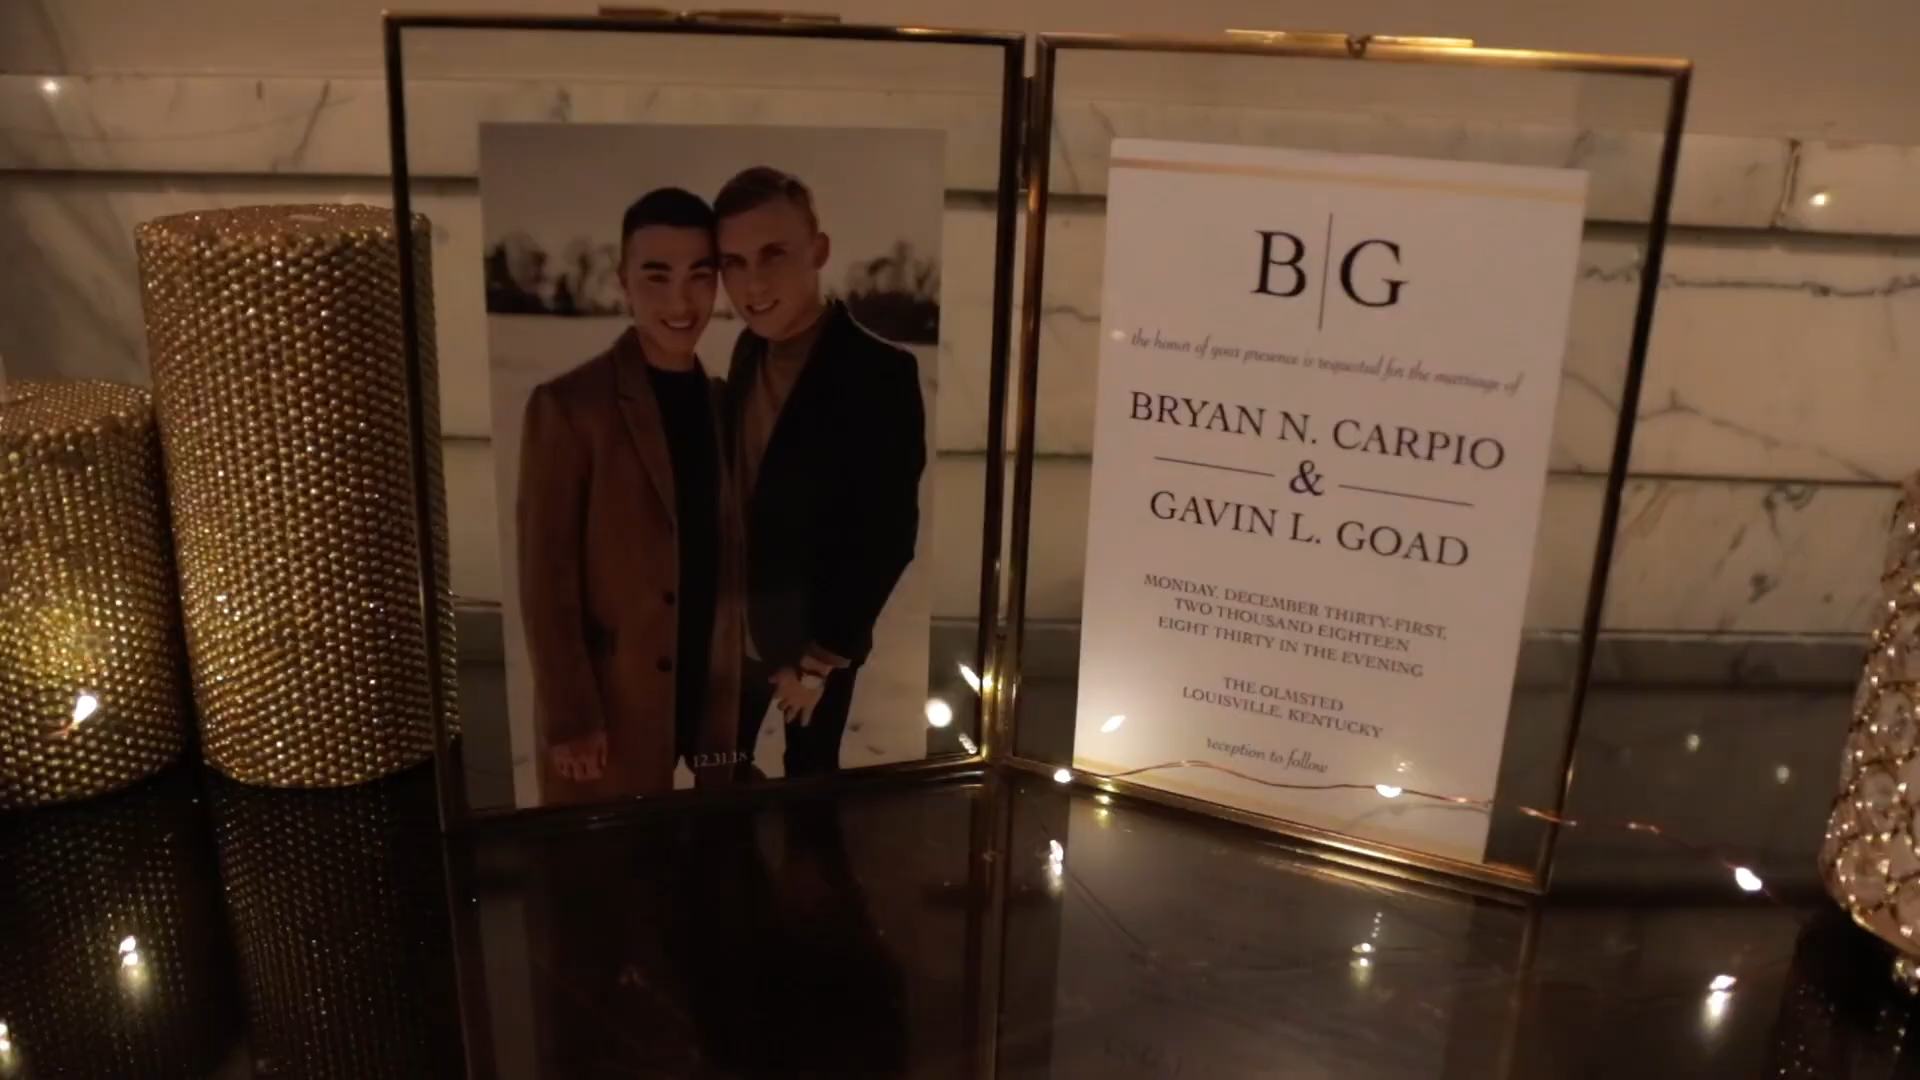 12.31.18
B|G
the honor of your presence is requested for the marriage of
BRYAN N. CARPIO
&
GAVIN L. GOAD
MONDAY, DECEMBER THIRTY-FIRST,
TWO THOUSAND EIGHTEEN
EIGHT THIRTY IN THE EVENING
THE OLMSTED
LOUISVILLE, KENTUCKY
reception to follow